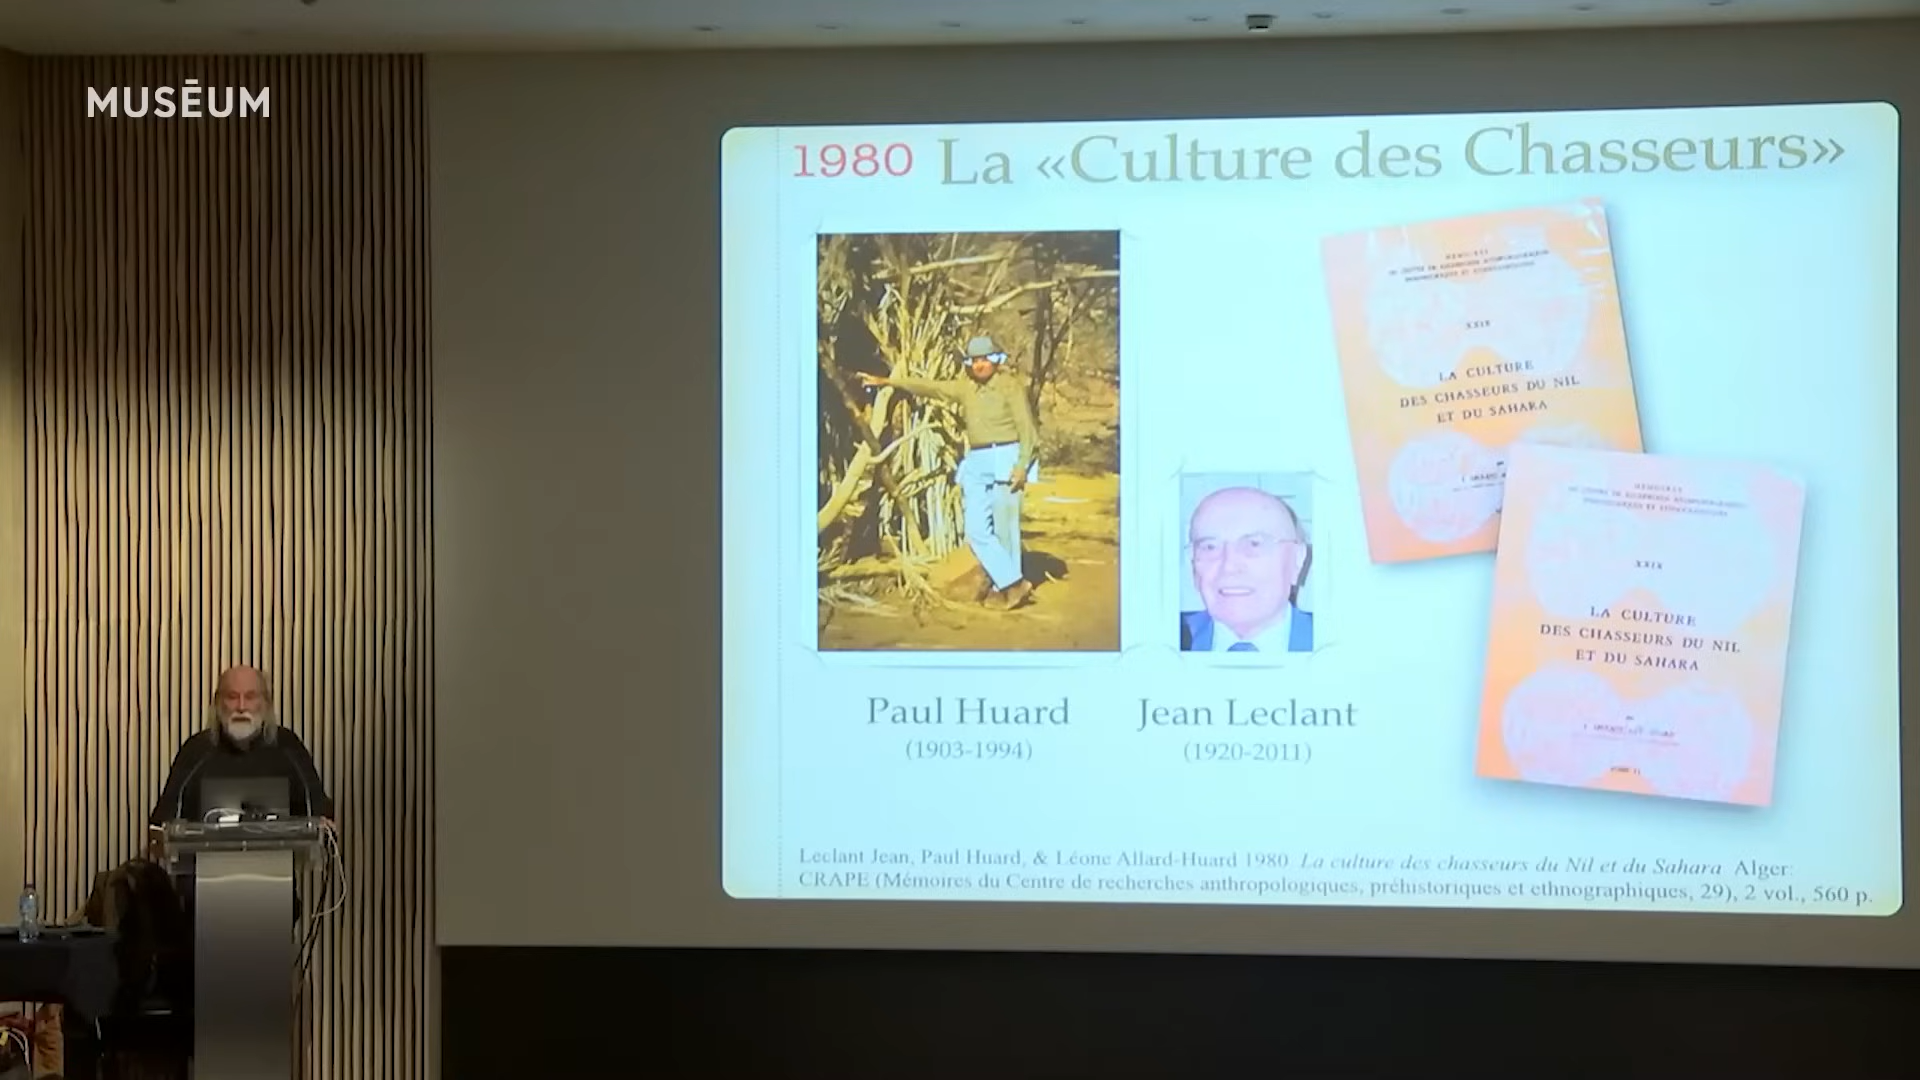 MUSĒUM
1980 La «Culture des Chasseurs»
XXIX
LA CULTURE
DES CHASSEURS DU NIL
ET DU SAHARA
MÉMOIRES
XXIX
LA CULTURE
DES CHASSEURS DU NIL
ET DU SAHARA
Paul Huard
(1903-1994)
Jean Leclant
(1920-2011)
Leclant Jean, Paul Huard, & Léone Allard-Huard 1980 La culture des chasseurs du Nil et du Sahara Alger:
CRAPE (Mémoires du Centre de recherches anthropologiques, préhistoriques et ethnographiques, 29), 2 vol., 560 p.